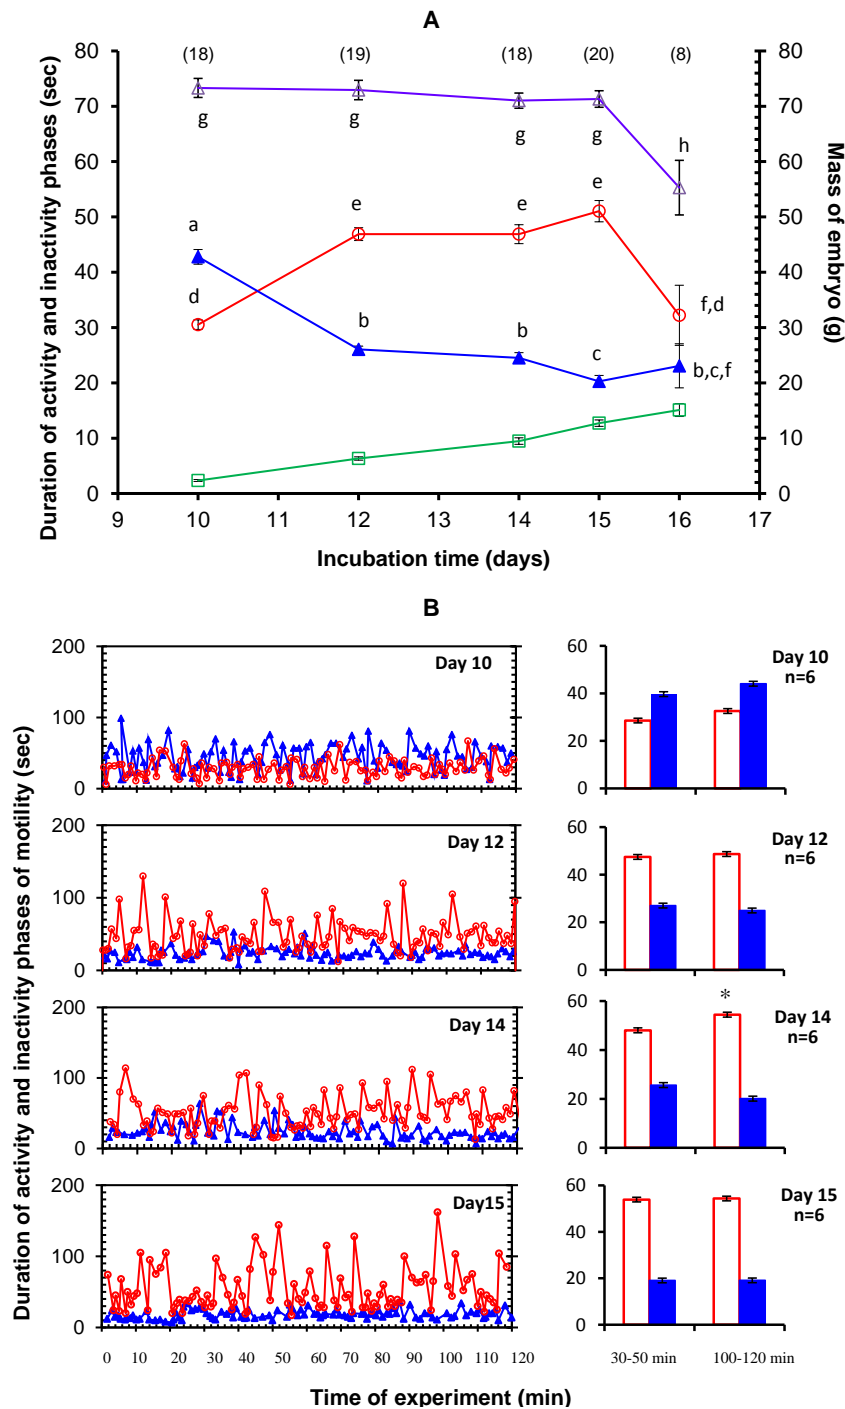 A
80
70
60
50
40
30
20
10
0
(18)
(19)
(18)
(20)
(8)
g
g
g
g
h
a
e
e
e
d
b
b
c
f,d
b,c,f
80
70
60
50
40
30
20
10
0
9
10
11
12
13
14
15
16
17
Duration of activity and inactivity phases (sec)
Mass of embryo (g)
Incubation time (days)
B
Duration of activity and inactivity phases of motility (sec)
200
100
0
Day 10
60
40
20
0
Day 10
n=6
200
100
0
Day 12
60
40
20
0
Day 12
n=6
200
100
0
Day 14
60
40
20
0
*
Day 14
n=6
200
100
0
Day15
60
40
20
0
Day 15
n=6
0 10 20 30 40 50 60 70 80 90 100 110 120
30-50 min
100-120 min
Time of experiment (min)